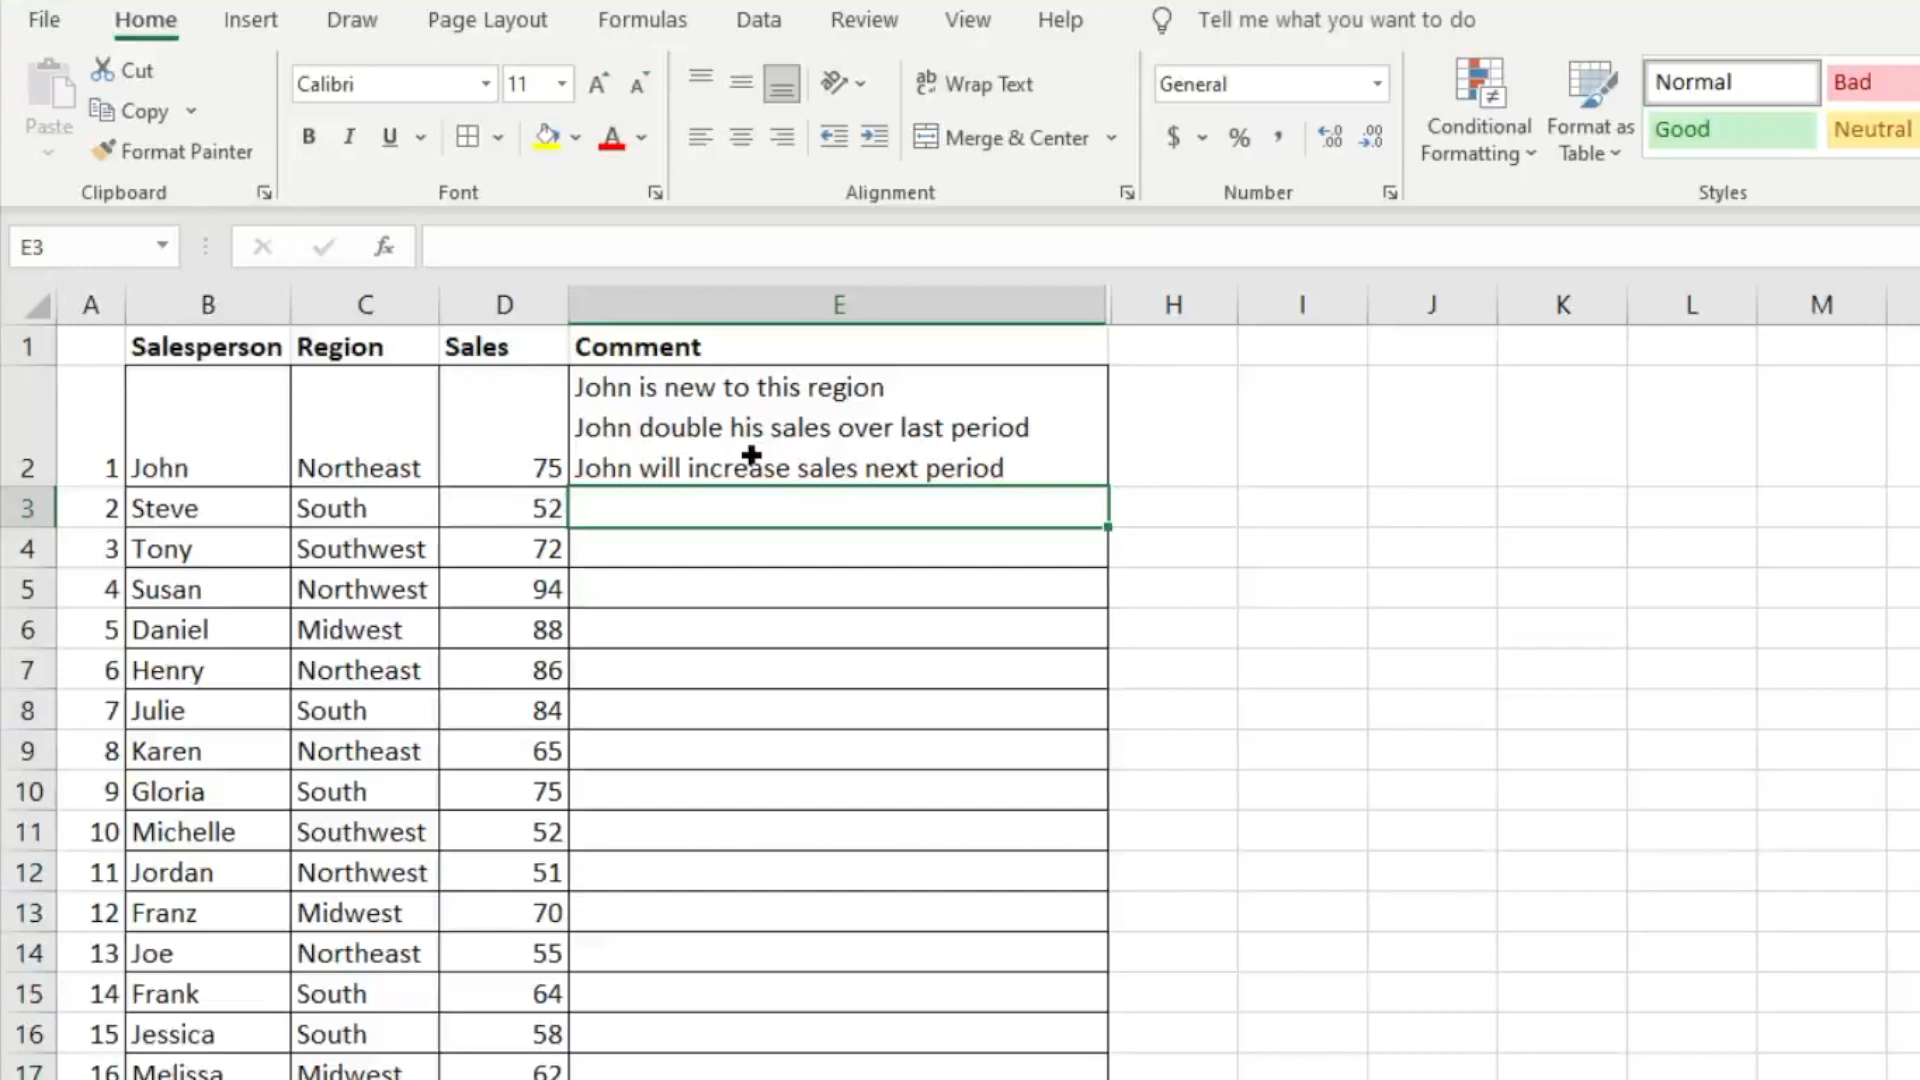 File Home Insert Draw Page Layout Formulas Data Review View Help Tell me what you want to do
Paste
Cut
Copy
Format Painter
Clipboard
Calibri 11
B I U
Font
Wrap Text
Merge & Center
Alignment
General
$ % ,
Number
Conditional Formatting
Format as Table
Normal Bad
Good Neutral
Styles
E3 fx
A B C D E H I J K L M
1 Salesperson Region Sales Comment
John is new to this region
John double his sales over last period
2 1 John Northeast 75 John will increase sales next period
3 2 Steve South 52
4 3 Tony Southwest 72
5 4 Susan Northwest 94
6 5 Daniel Midwest 88
7 6 Henry Northeast 86
8 7 Julie South 84
9 8 Karen Northeast 65
10 9 Gloria South 75
11 10 Michelle Southwest 52
12 11 Jordan Northwest 51
13 12 Franz Midwest 70
14 13 Joe Northeast 55
15 14 Frank South 64
16 15 Jessica South 58
17 16 Melissa Midwest 62